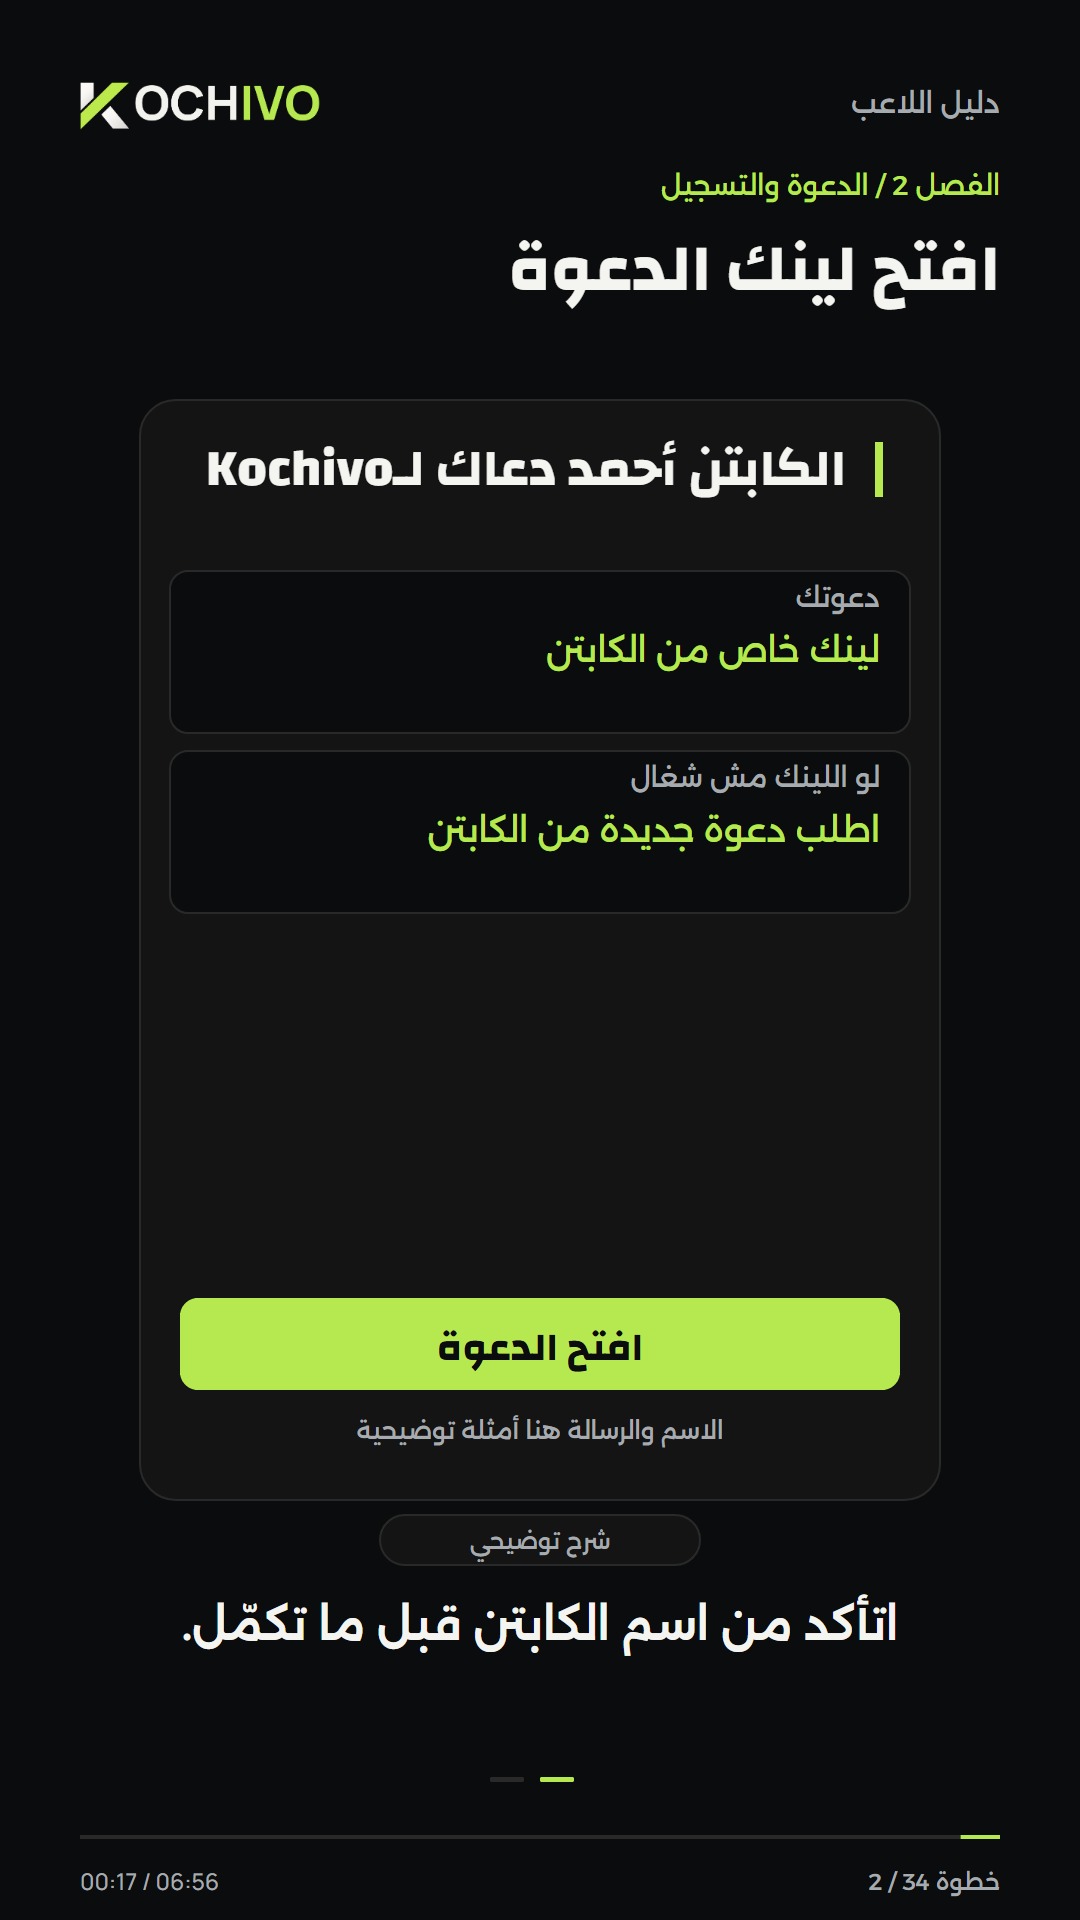 KOCHIVO
دليل اللاعب
الفصل 2 / الدعوة والتسجيل
افتح لينك الدعوة
الكابتن أحمد دعاك لـKochivo
دعوتك
لينك خاص من الكابتن
لو اللينك مش شغال
اطلب دعوة جديدة من الكابتن
افتح الدعوة
الاسم والرسالة هنا أمثلة توضيحية
شرح توضيحي
اتأكد من اسم الكابتن قبل ما تكمّل.
خطوة 2 / 34
00:17 / 06:56